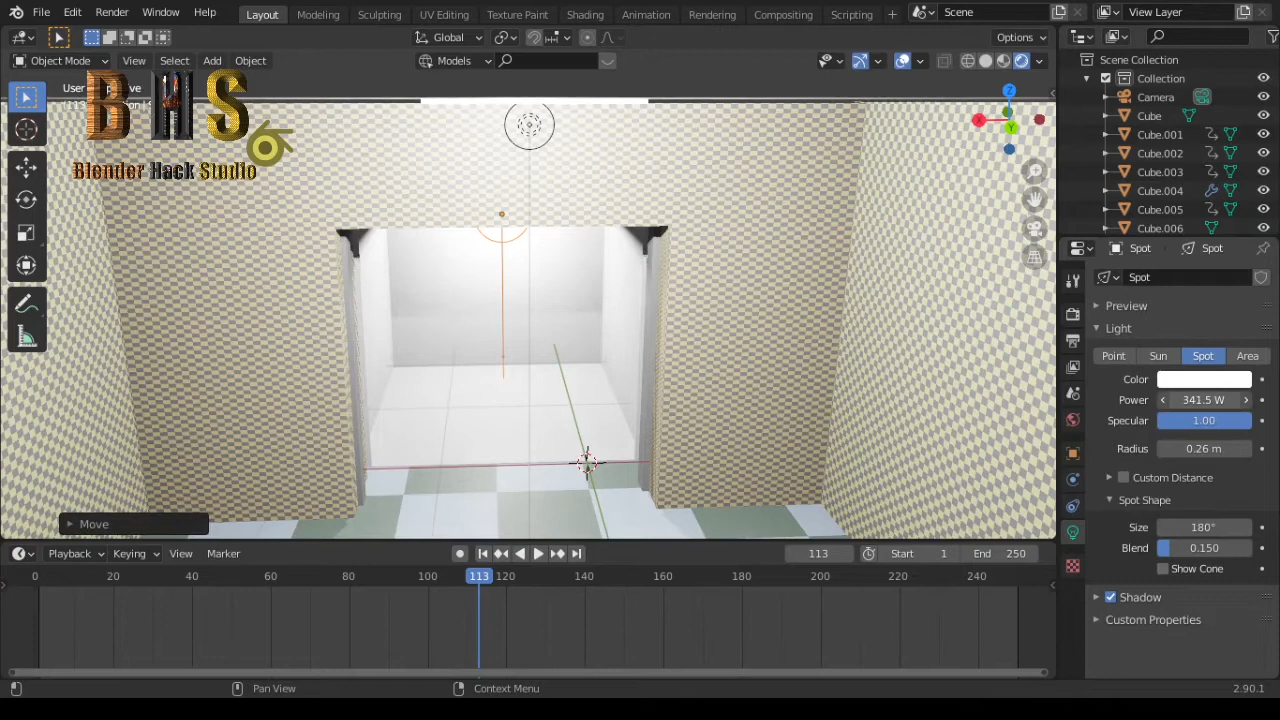 File Edit Render Window Help Layout Modeling Sculpting UV Editing Texture Paint Shading Animation Rendering Compositing Scripting + Scene View Layer
Global Options
Object Mode View Select Add Object Models
User
BHS
Blender Hack Studio
Z
X
Y
Move
Scene Collection
Collection
Camera
Cube
Cube.001
Cube.002
Cube.003
Cube.004
Cube.005
Cube.006
Spot Spot
Spot
Preview
Light
Point Sun Spot Area
Color
Power 341.5 W
Specular 1.00
Radius 0.26 m
Custom Distance
Spot Shape
Size 180°
Blend 0.150
Show Cone
Shadow
Custom Properties
Playback Keying View Marker 113 Start 1 End 250
0 20 40 60 80 100 113 120 140 160 180 200 220 240
Pan View Context Menu 2.90.1